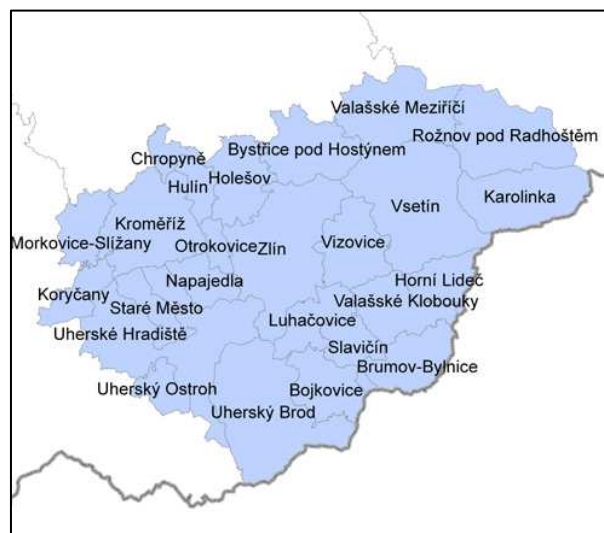 Valašské Meziříčí
Rožnov pod Radhoštěm
Bystřice pod Hostýnem
Chropyně
Holešov
Hulín
Karolinka
Vsetín
Kroměříž
Morkovice-Slížany
Otrokovice
Zlín
Vizovice
Napajedla
Horní Lideč
Koryčany
Valašské Klobouky
Staré Město
Luhačovice
Uherské Hradiště
Slavičín
Brumov-Bylnice
Uherský Ostroh
Bojkovice
Uherský Brod